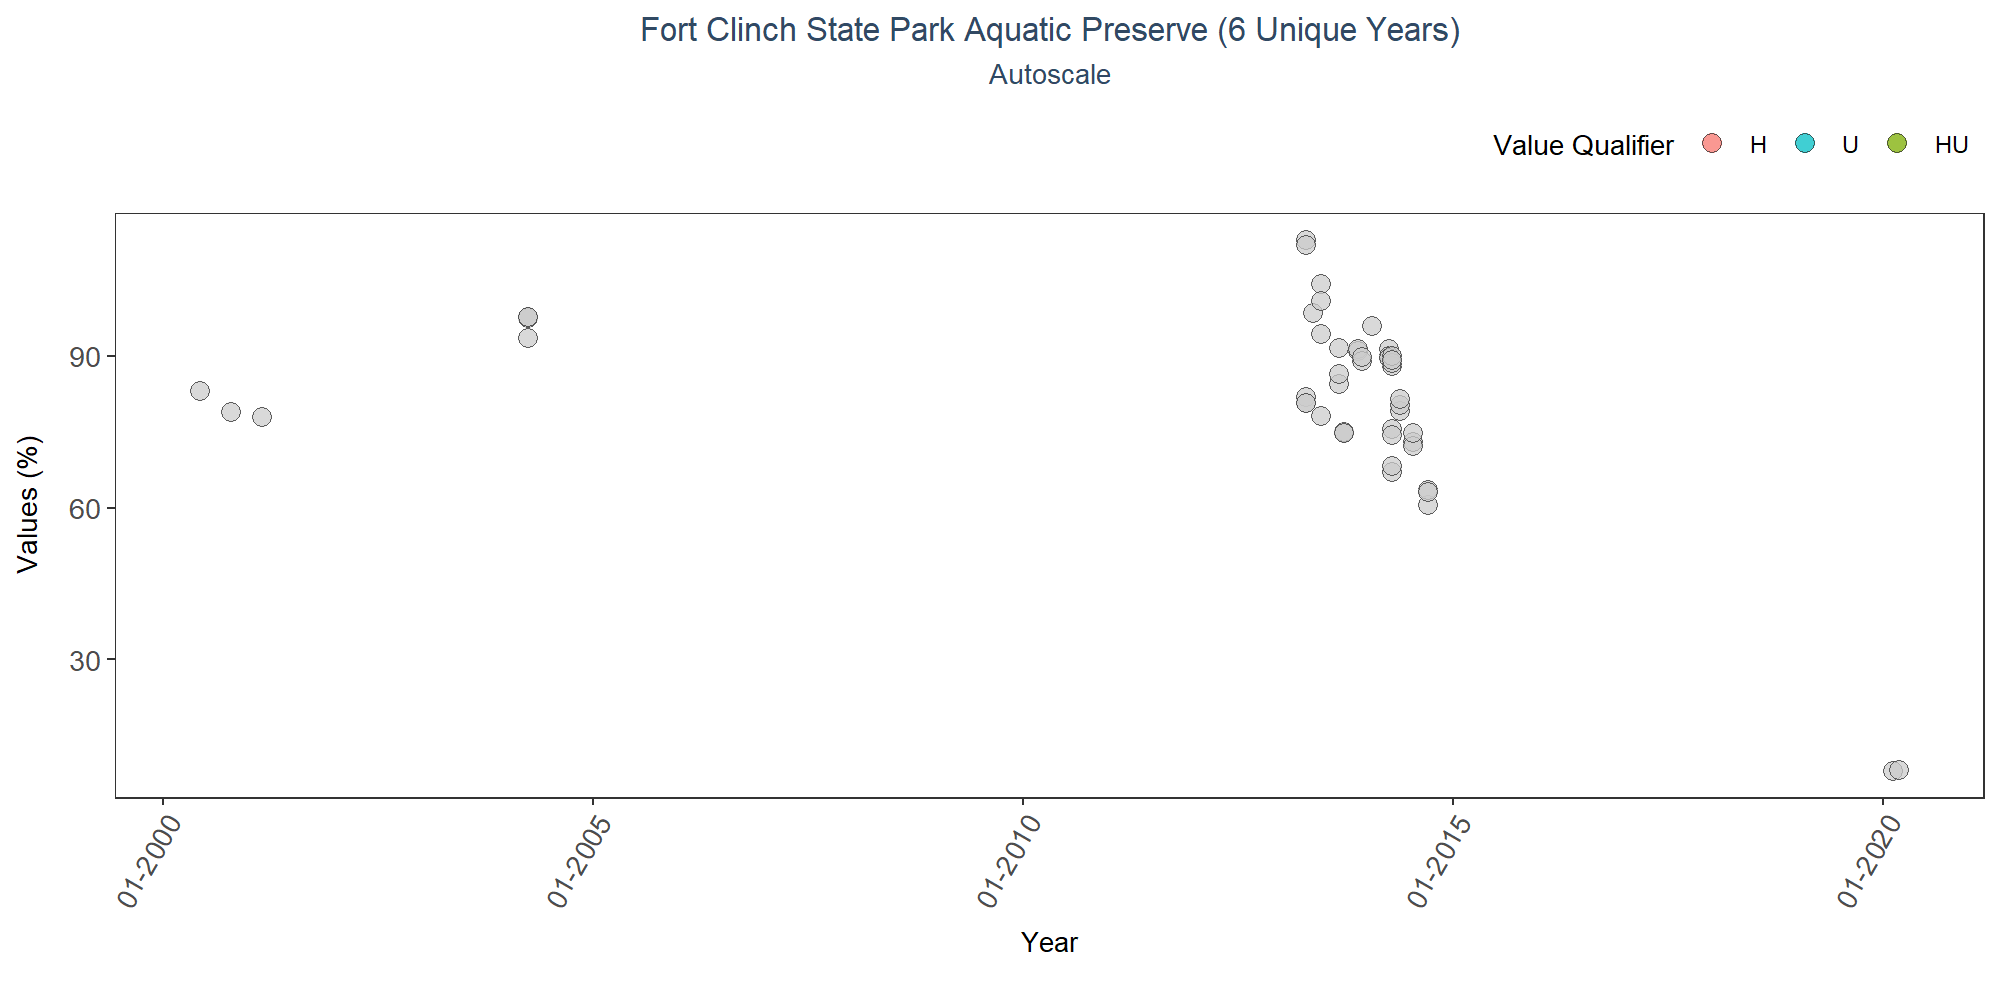 Fort Clinch State Park Aquatic Preserve (6 Unique Years)
Autoscale
Value Qualifier H U HU
Values (%)
90
60
30
01-2000 01-2005 01-2010 01-2015 01-2020
Year